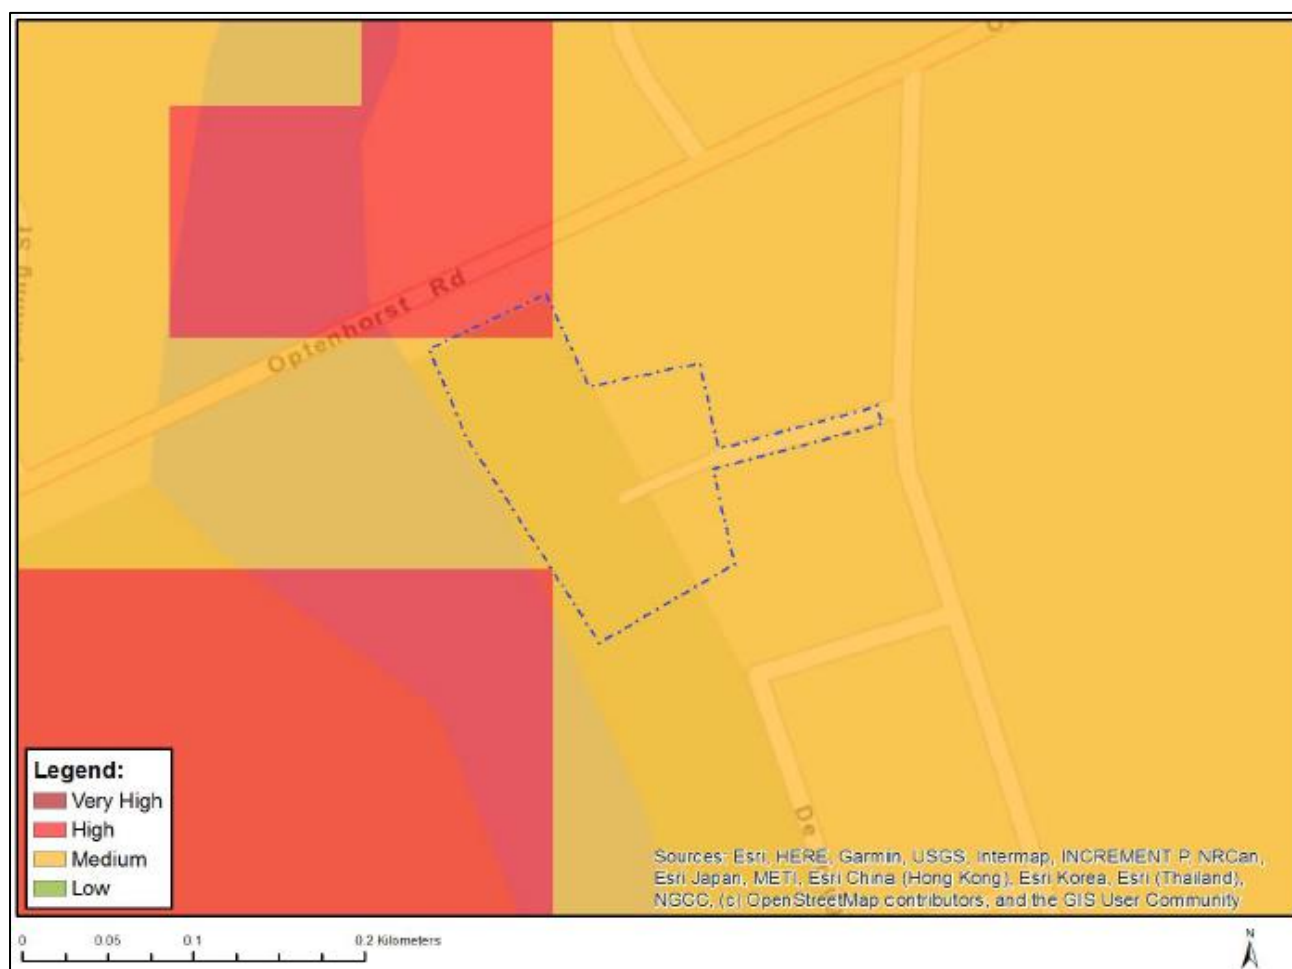 Optenhorst Rd
Legend:
Very High
High
Medium
Low
De
Sources: Esri, HERE, Garmin, USGS, Intermap, INCREMENT P, NRCan,
Esri Japan, METI, Esri China (Hong Kong), Esri Korea, Esri (Thailand),
NGCC, (c) OpenStreetMap contributors, and the GIS User Community
0 0.05 0.1 0.2 Kilometers
N